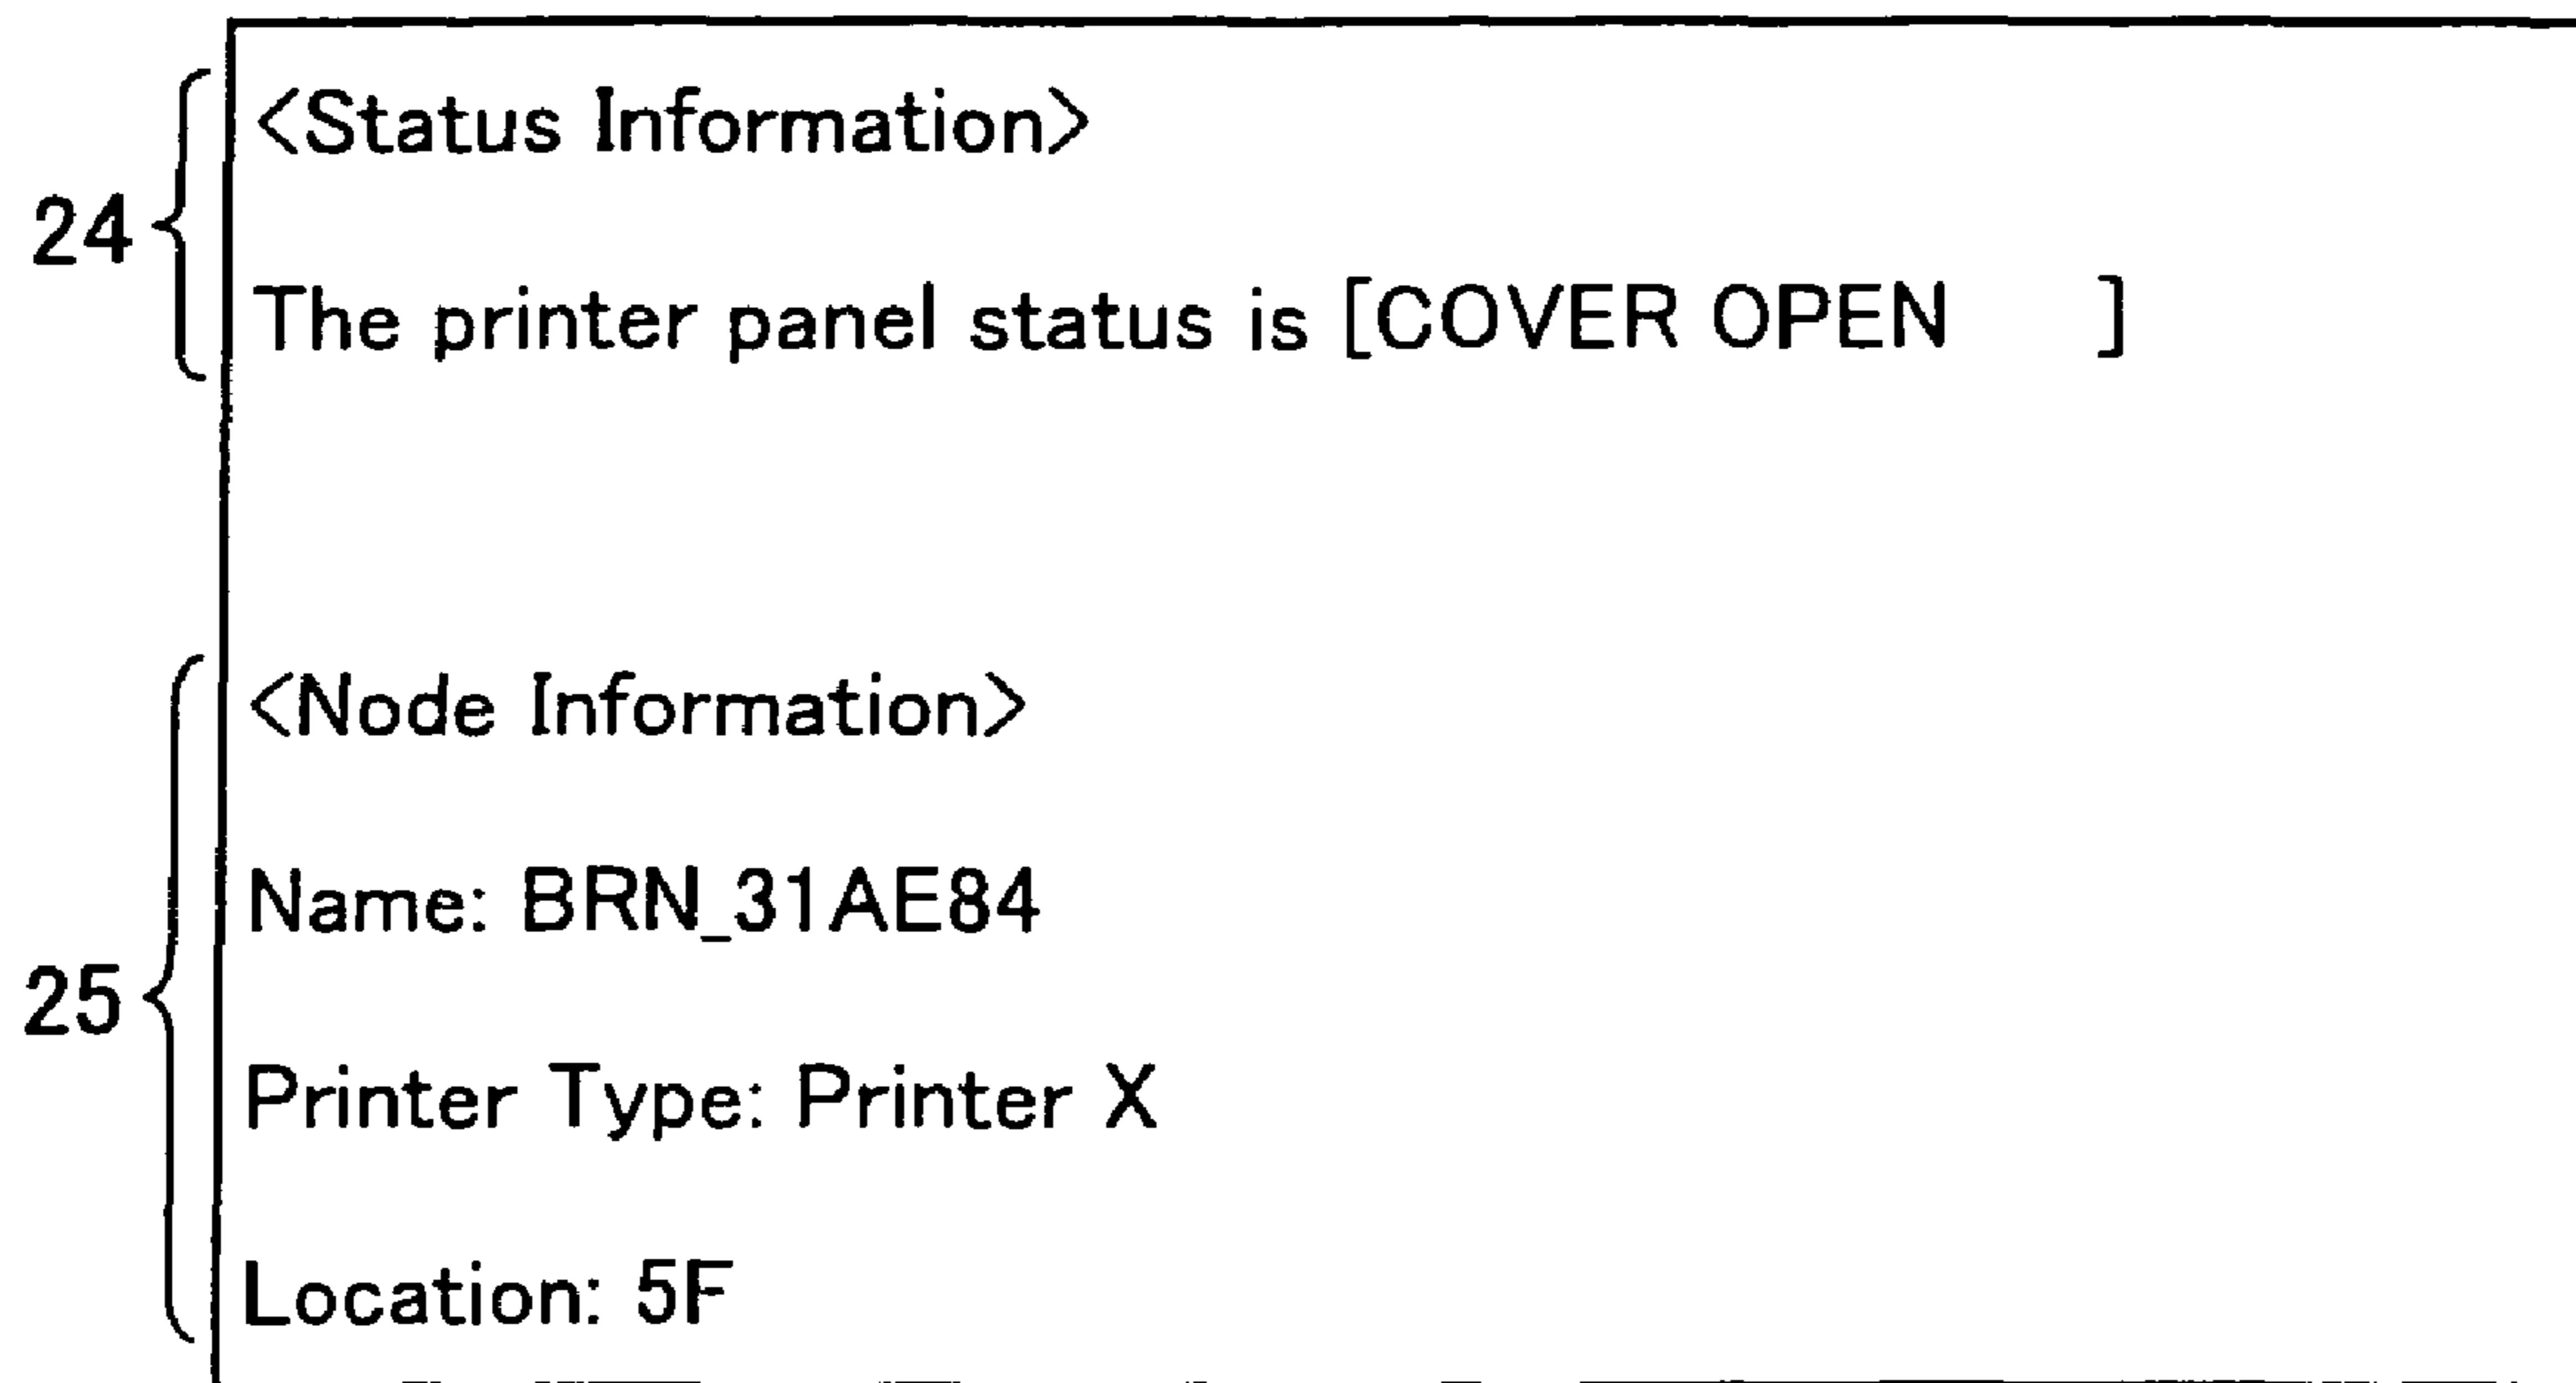 24
<Status Information>
The printer panel status is [COVER OPEN    ]
25
<Node Information>
Name: BRN_31AE84
Printer Type: Printer X
Location: 5F